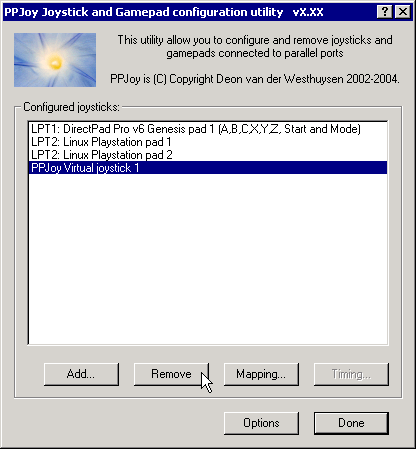 PPJoy Joystick and Gamepad configuration utility vX.XX
This utility allow you to configure and remove joysticks and
gamepads connected to parallel ports
PPJoy is (C) Copyright Deon van der Westhuysen 2002-2004.
Configured joysticks:
LPT1: DirectPad Pro v6 Genesis pad 1 (A,B,C,X,Y,Z, Start and Mode)
LPT2: Linux Playstation pad 1
LPT2: Linux Playstation pad 2
PPJoy Virtual joystick 1
Add... Remove Mapping... Timing...
Options Done